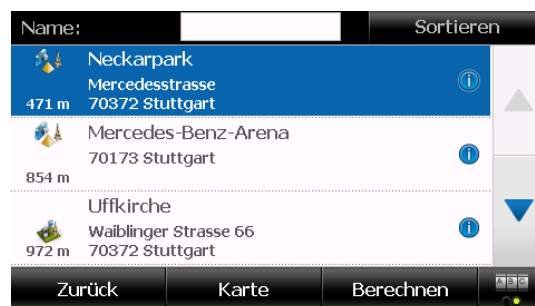 Name: Sortieren
Neckarpark
Mercedesstrasse
471 m 70372 Stuttgart
Mercedes-Benz-Arena
70173 Stuttgart
854 m
Uffkirche
Waiblinger Strasse 66
972 m 70372 Stuttgart
Zurück Karte Berechnen ABC